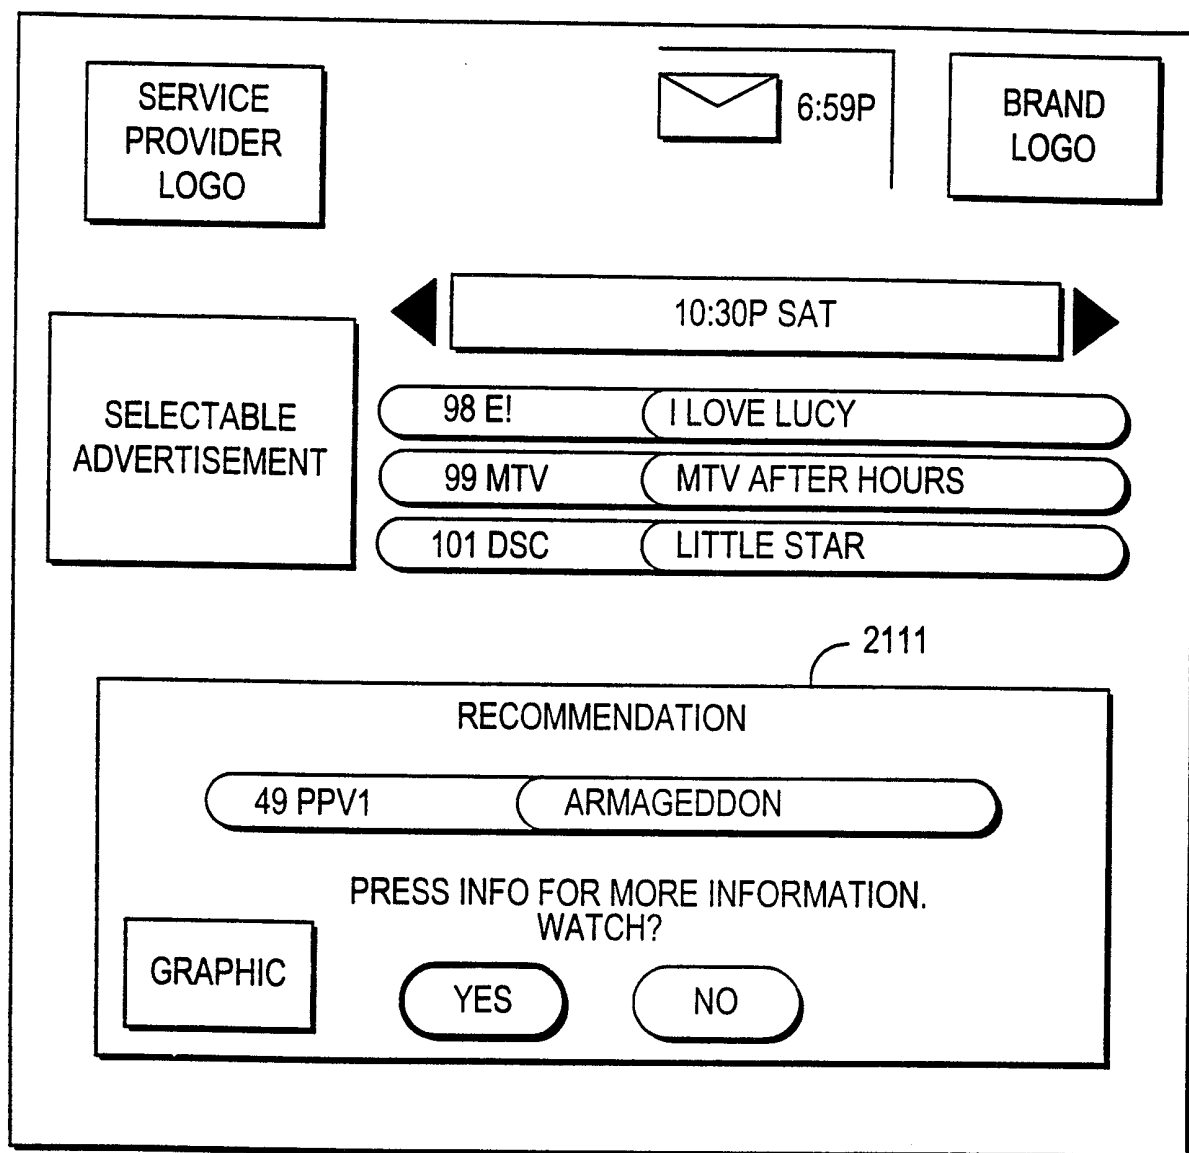 SERVICE
PROVIDER
LOGO
6:59P
BRAND
LOGO
10:30P SAT
SELECTABLE
ADVERTISEMENT
98 E! I LOVE LUCY
99 MTV MTV AFTER HOURS
101 DSC LITTLE STAR
2111
RECOMMENDATION
49 PPV1 ARMAGEDDON
PRESS INFO FOR MORE INFORMATION.
WATCH?
GRAPHIC
YES NO